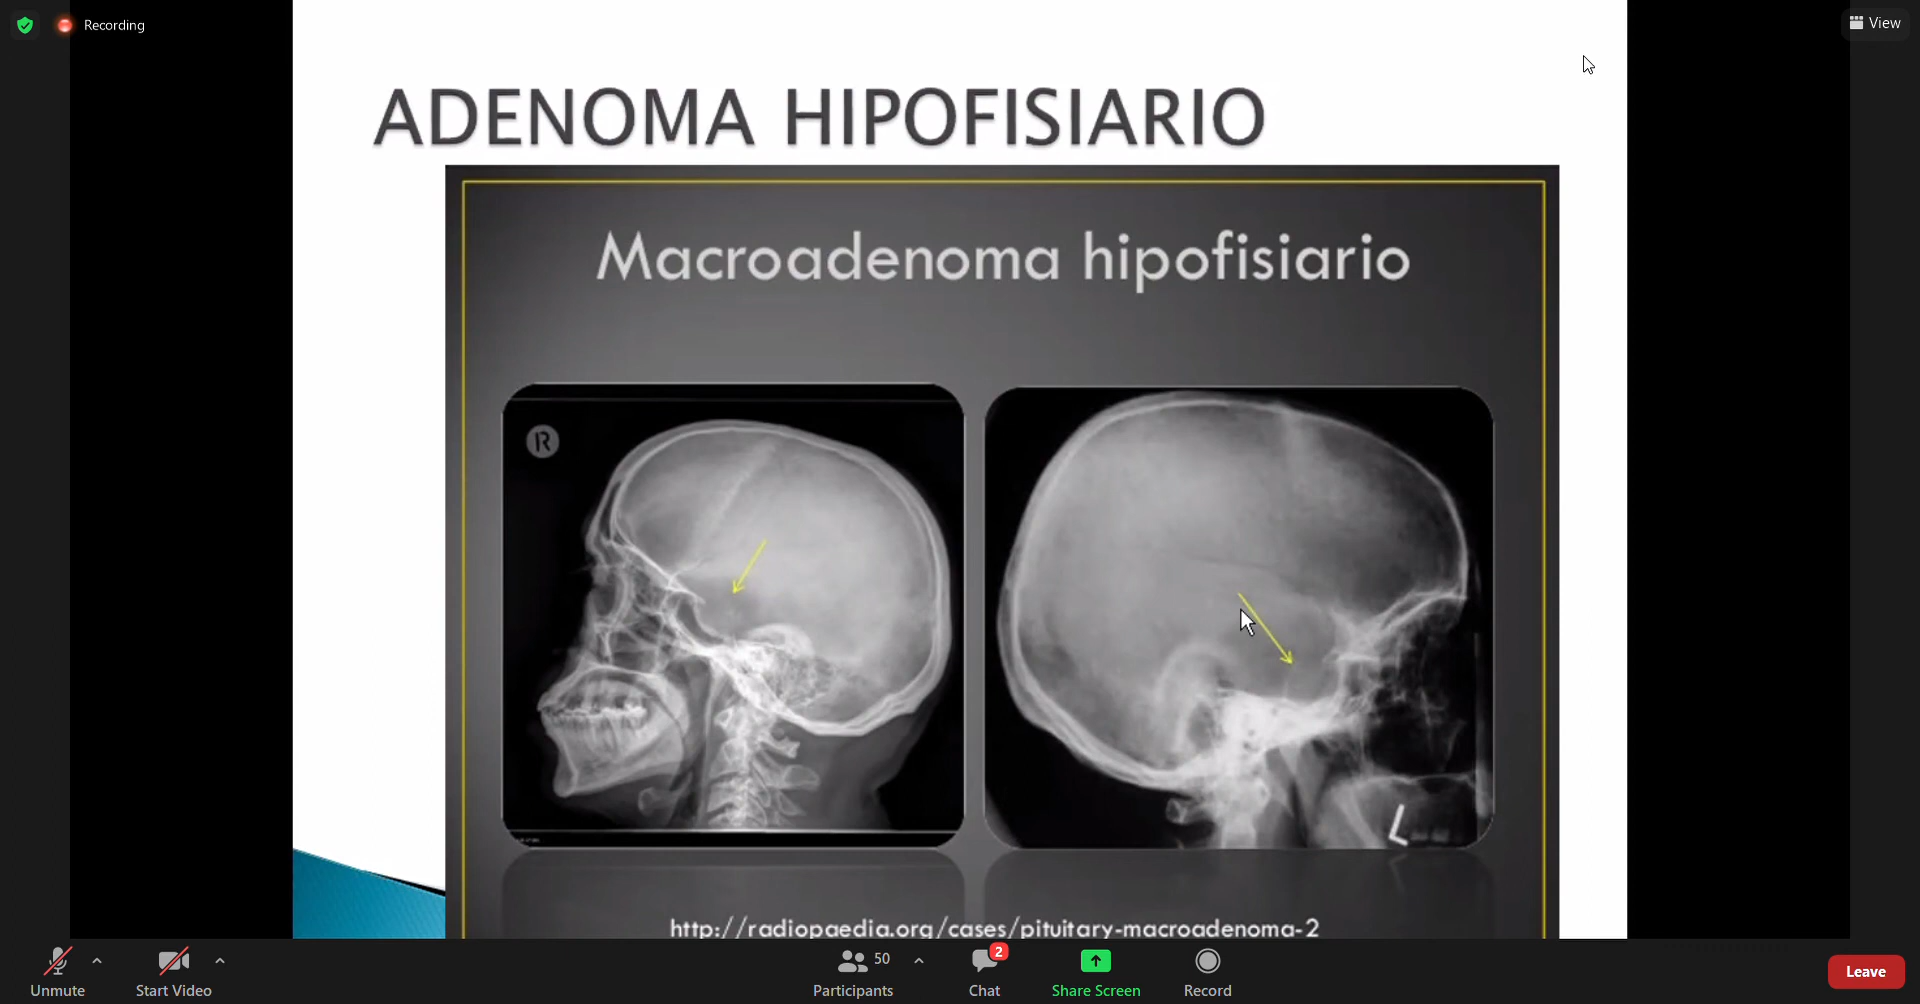 Recording
View
ADENOMA HIPOFISIARIO
Macroadenoma hipofisiario
R
L
http://radiopaedia.org/cases/pituitary-macroadenoma-2
50
2
Unmute
Start Video
Participants
Chat
Share Screen
Record
Leave